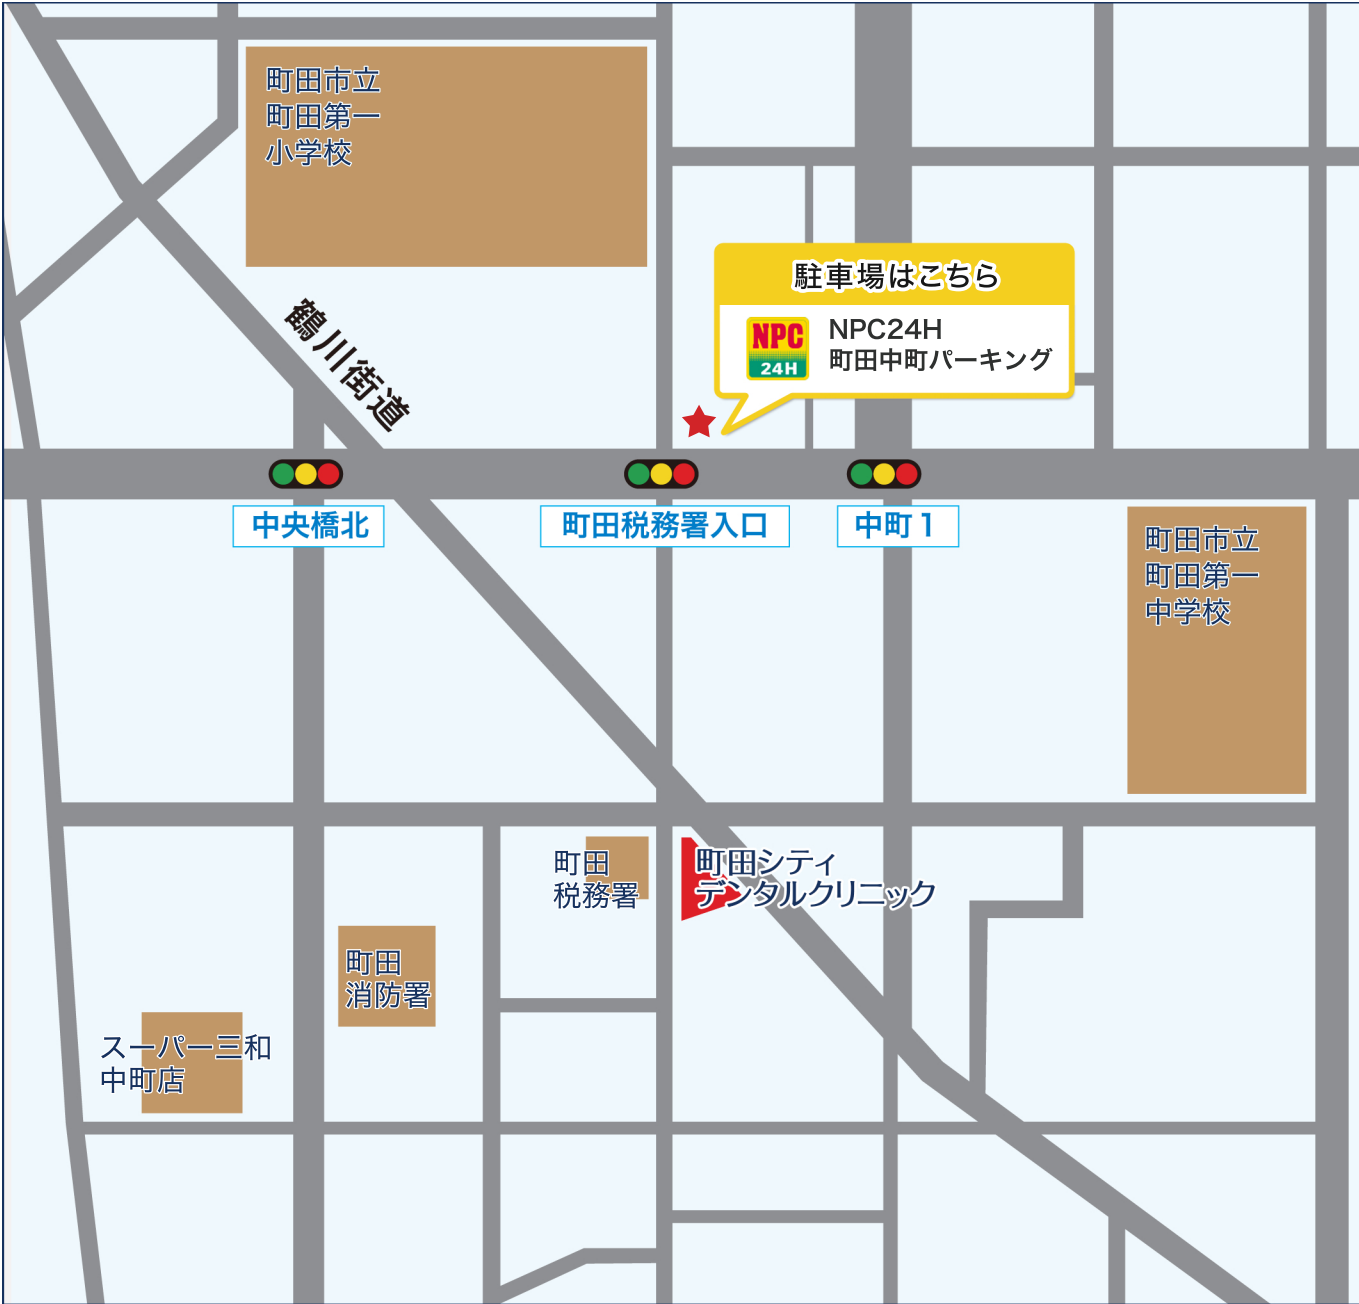 町田市立
町田第一
小学校
鶴川街道
駐車場はこちら
NPC
24H
NPC24H
町田中町パーキング
中央橋北
町田税務署入口
中町1
町田市立
町田第一
中学校
町田
税務署
町田シティ
デンタルクリニック
町田
消防署
スーパー三和
中町店